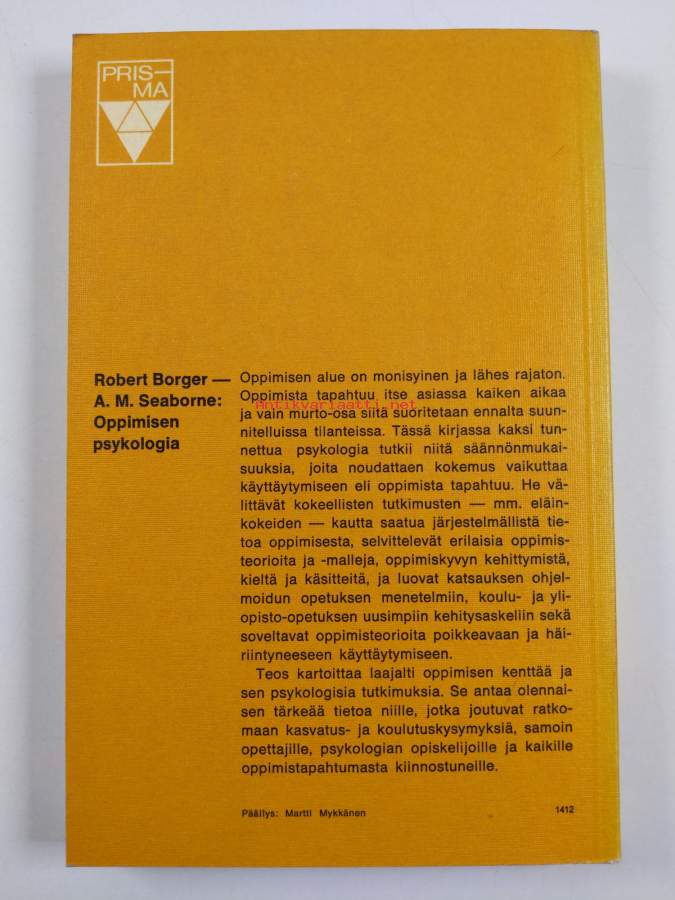 PRIS-
MA
Robert Borger —
A. M. Seaborne:
Oppimisen
psykologia
Oppimisen alue on monisyinen ja lähes rajaton.
Oppimista tapahtuu itse asiassa kaiken aikaa
ja vain murto-osa siitä suoritetaan ennalta suun-
nitelluissa tilanteissa. Tässä kirjassa kaksi tun-
nettua psykologia tutkii niitä säännönmukai-
suuksia, joita noudattaen kokemus vaikuttaa
käyttäytymiseen eli oppimista tapahtuu. He vä-
littävät kokeellisten tutkimusten — mm. eläin-
kokeiden — kautta saatua järjestelmällistä tie-
toa oppimisesta, selvittelevät erilaisia oppimis-
teorioita ja -malleja, oppimiskyvyn kehittymistä,
kieltä ja käsitteitä, ja luovat katsauksen ohjel-
moidun opetuksen menetelmiin, koulu- ja yli-
opisto-opetuksen uusimpiin kehitysaskeliin sekä
soveltavat oppimisteorioita poikkeavaan ja häi-
riintyneeseen käyttäytymiseen.
Teos kartoittaa laajalti oppimisen kenttää ja
sen psykologisia tutkimuksia. Se antaa olennai-
sen tärkeää tietoa niille, jotka joutuvat ratko-
maan kasvatus- ja koulutuskysymyksiä, samoin
opettajille, psykologian opiskelijoille ja kaikille
oppimistapahtumasta kiinnostuneille.
Antikvariaatti.net
Päällys: Martti Mykkänen
1412